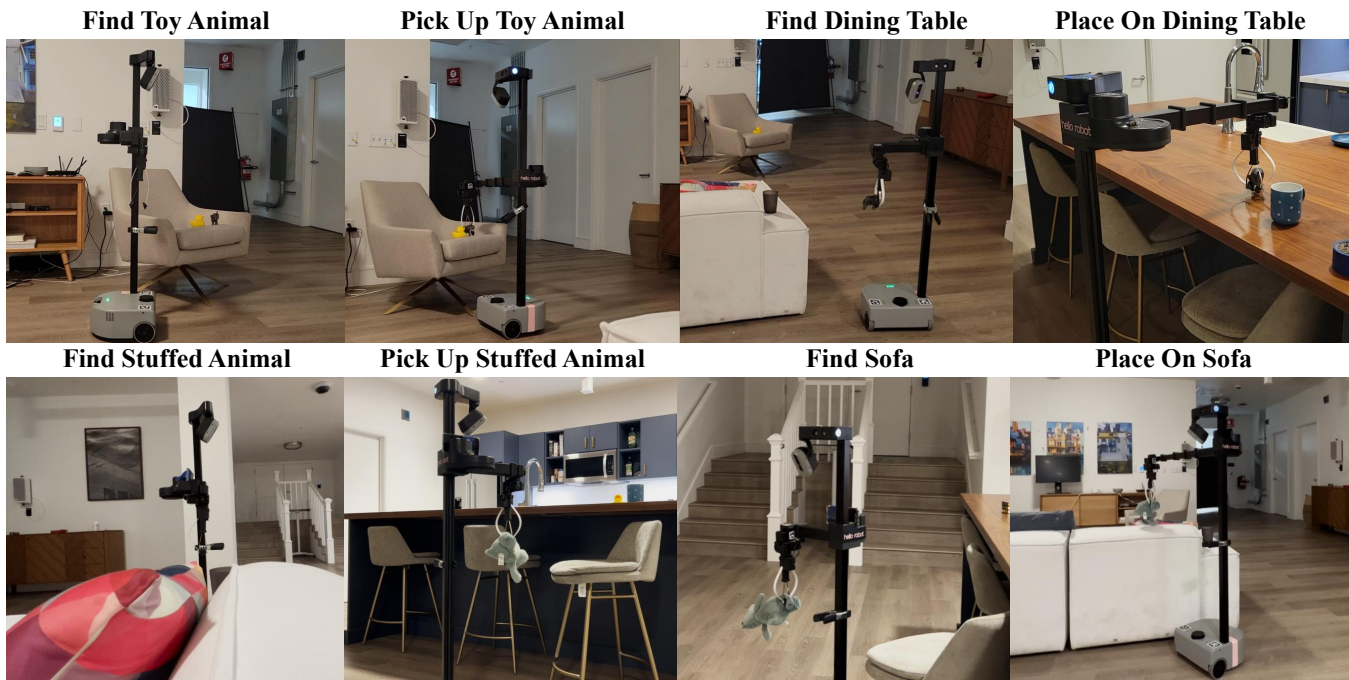 Find Toy Animal
Pick Up Toy Animal
Find Dining Table
Place On Dining Table
hello robot
hello robot
Find Stuffed Animal
Pick Up Stuffed Animal
Find Sofa
Place On Sofa
hello robot